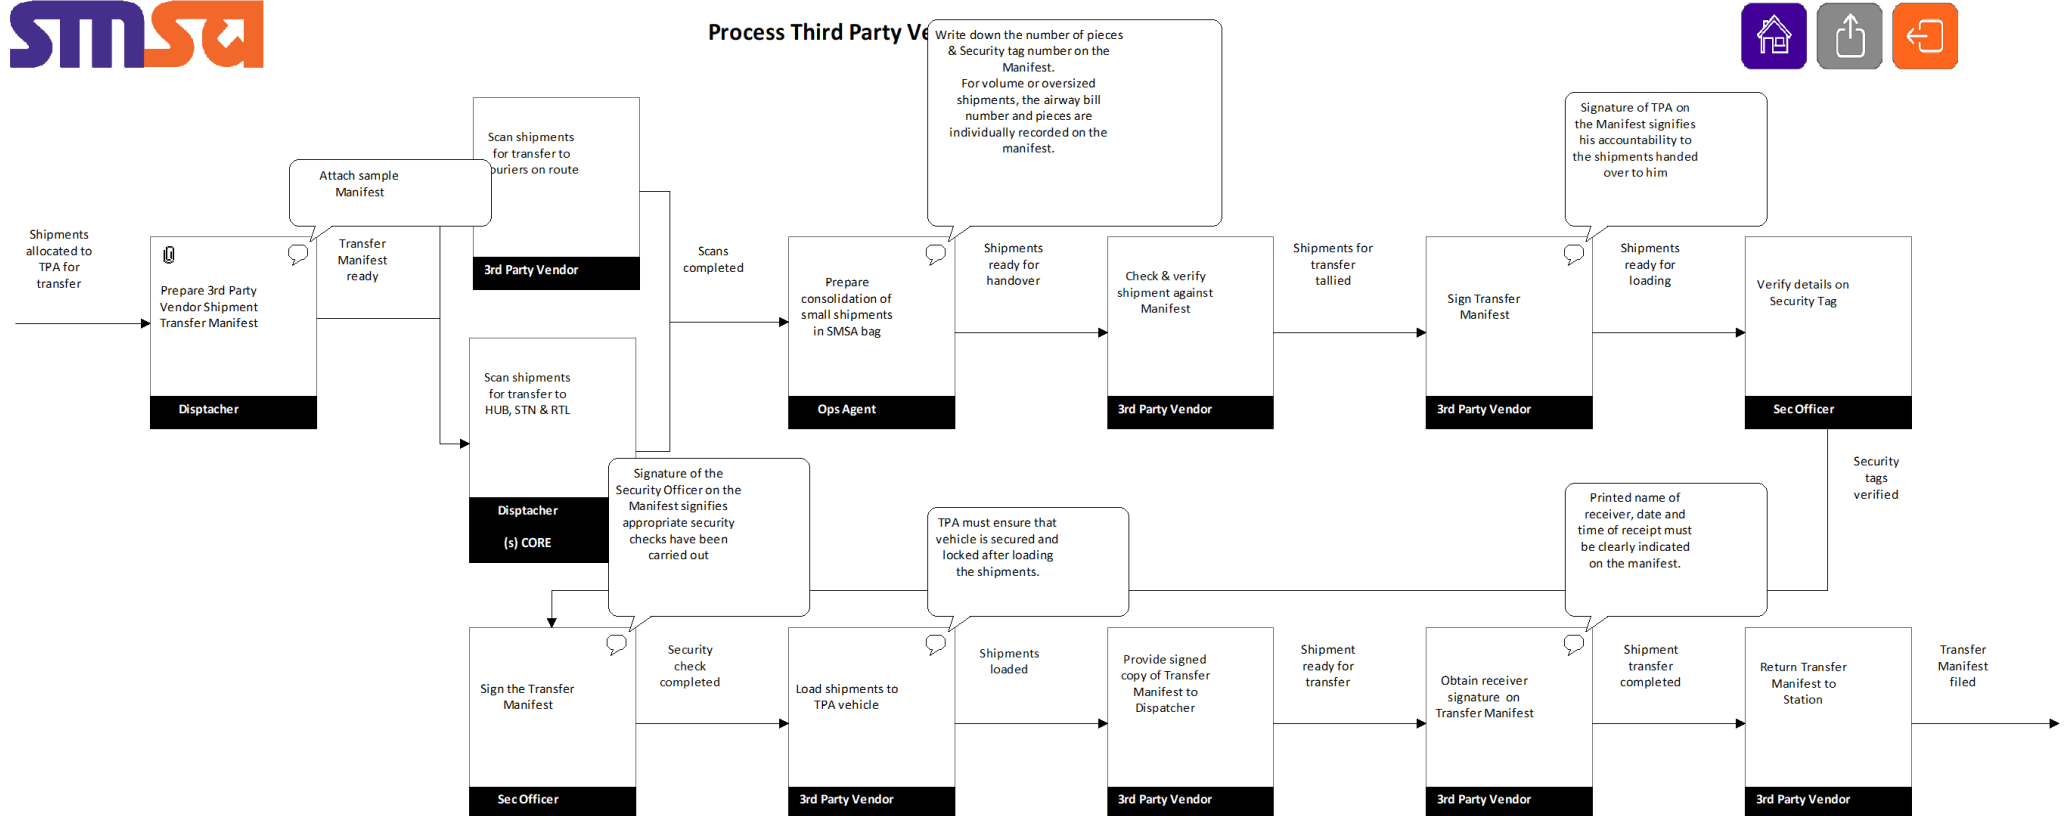 smsa
Process Third Party Ve
Write down the number of pieces
& Security tag number on the
Manifest.
For volume or oversized
shipments, the airway bill
number and pieces are
individually recorded on the
manifest.
Signature of TPA on
the Manifest signifies
his accountability to
the shipments handed
over to him
Scan shipments
for transfer to
ouriers on route
3rd Party Vendor
Attach sample
Manifest
Shipments
allocated to
TPA for
transfer
Prepare 3rd Party
Vendor Shipment
Transfer Manifest
Disptacher
Transfer
Manifest
ready
Scan shipments
for transfer to
HUB, STN & RTL
Disptacher
(s) CORE
Scans
completed
Prepare
consolidation of
small shipments
in SMSA bag
Ops Agent
Shipments
ready for
handover
Check & verify
shipment against
Manifest
3rd Party Vendor
Shipments for
transfer
tallied
Sign Transfer
Manifest
3rd Party Vendor
Shipments
ready for
loading
Verify details on
Security Tag
Sec Officer
Security
tags
verified
Signature of the
Security Officer on the
Manifest signifies
appropriate security
checks have been
carried out
TPA must ensure that
vehicle is secured and
locked after loading
the shipments.
Printed name of
receiver, date and
time of receipt must
be clearly indicated
on the manifest.
Sign the Transfer
Manifest
Sec Officer
Security
check
completed
Load shipments to
TPA vehicle
3rd Party Vendor
Shipments
loaded
Provide signed
copy of Transfer
Manifest to
Dispatcher
3rd Party Vendor
Shipment
ready for
transfer
Obtain receiver
signature on
Transfer Manifest
3rd Party Vendor
Shipment
transfer
completed
Return Transfer
Manifest to
Station
3rd Party Vendor
Transfer
Manifest
filed